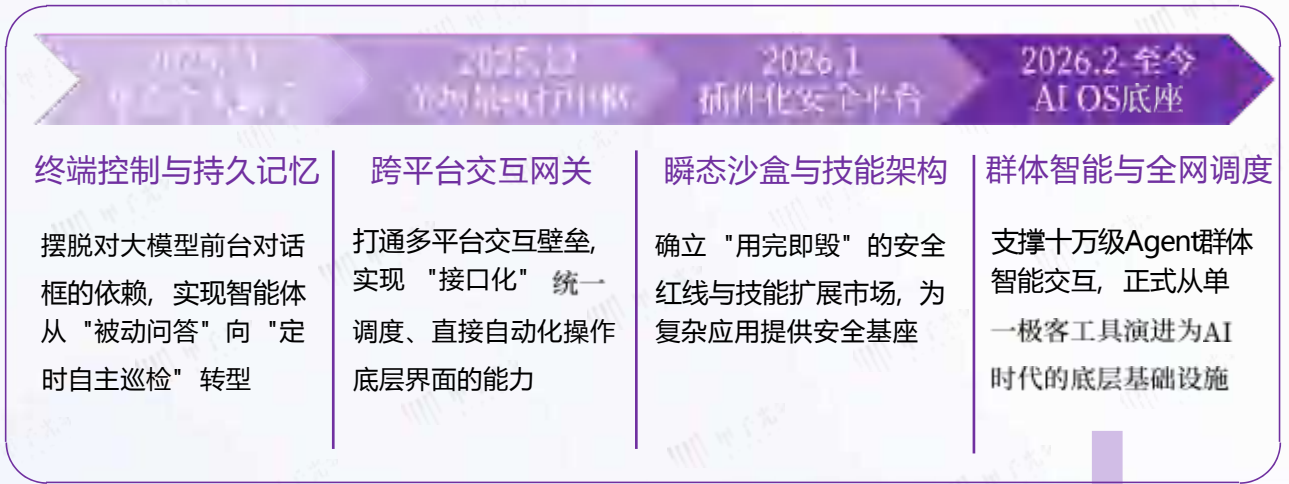 2025.12
2026.1
插件化安全平台
2026.2-至今
AI OS底座
终端控制与持久记忆
摆脱对大模型前台对话
框的依赖, 实现智能体
从 "被动问答" 向 "定
时自主巡检" 转型
跨平台交互网关
打通多平台交互壁垒,
实现 "接口化" 统一
调度、直接自动化操作
底层界面的能力
瞬态沙盒与技能架构
确立 "用完即毁" 的安全
红线与技能扩展市场, 为
复杂应用提供安全基座
群体智能与全网调度
支撑十万级Agent群体
智能交互, 正式从单
一极客工具演进为AI
时代的底层基础设施